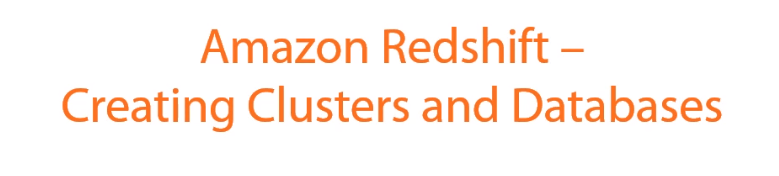 Amazon Redshift –
Creating Clusters and Databases